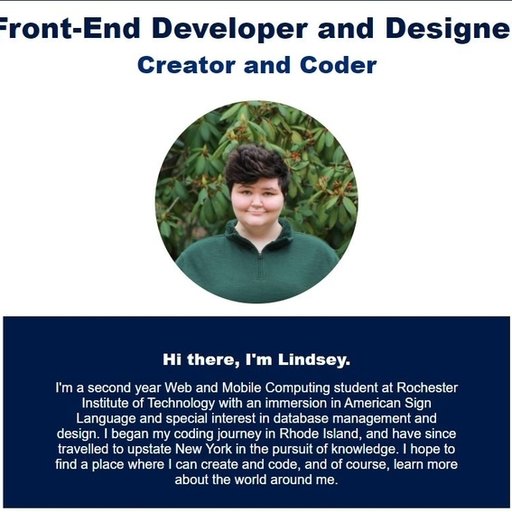 Front-End Developer and Designe
Creator and Coder
Hi there, I'm Lindsey.
I'm a second year Web and Mobile Computing student at Rochester
Institute of Technology with an immersion in American Sign
Language and special interest in database management and
design. I began my coding journey in Rhode Island, and have since
travelled to upstate New York in the pursuit of knowledge. I hope to
find a place where I can create and code, and of course, learn more
about the world around me.